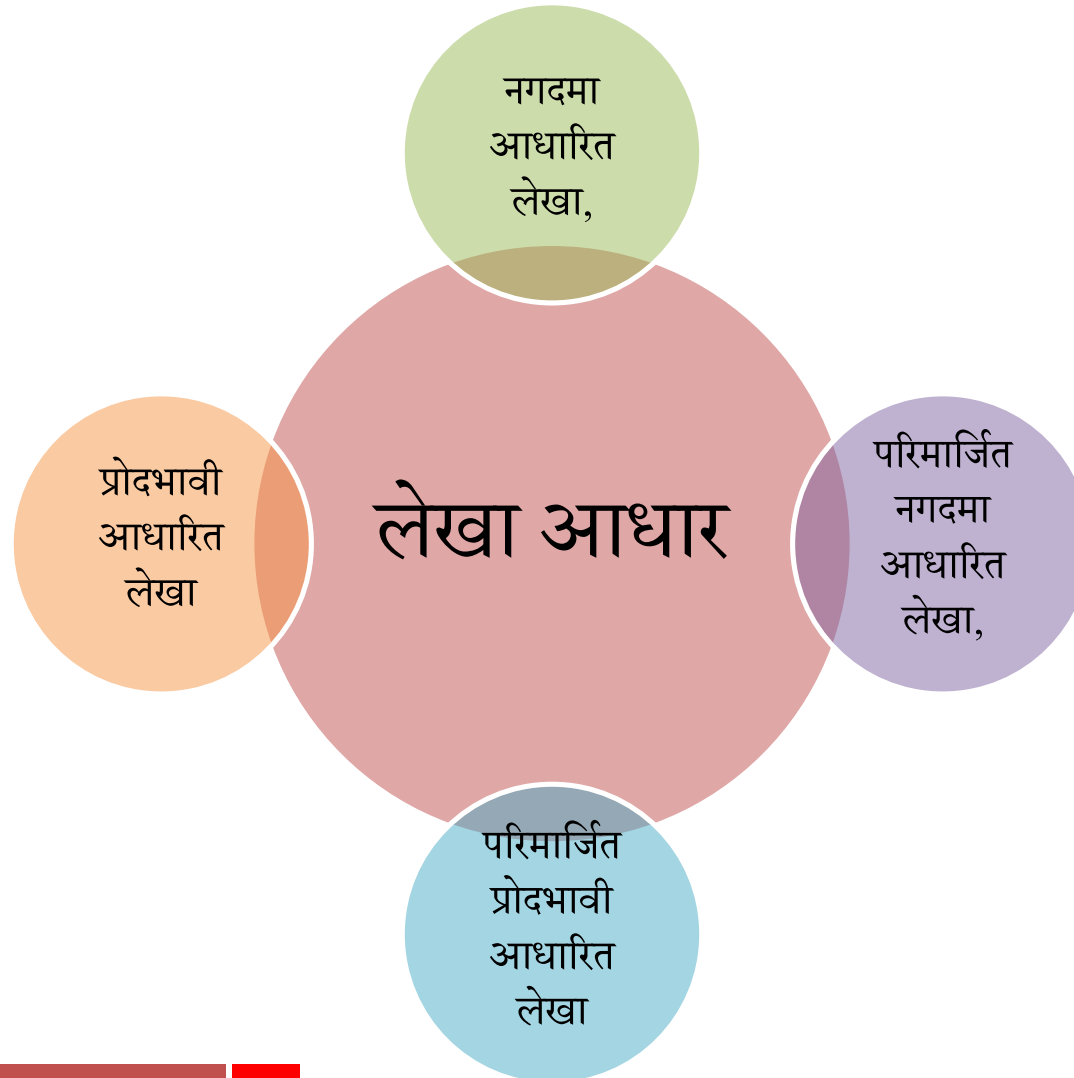 नगदमा
आधारित
लेखा,
प्रोदभावी
आधारित
लेखा
लेखा आधार
परिमार्जित
नगदमा
आधारित
लेखा,
परिमार्जित
प्रोदभावी
आधारित
लेखा